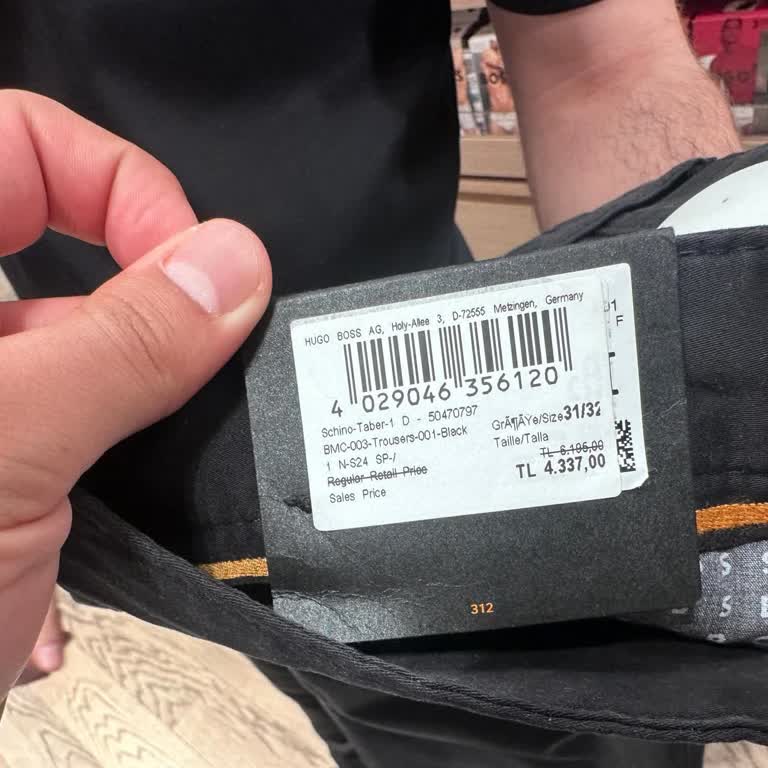 HUGO BOSS AG, Holy-Allee 3, D-72555 Metzingen, Germany
4 029046 356120
Schino-Taber-1 D - 50470797
GrÃ¶ÃŸe/Size 31/32
BMC-003-Trousers-001-Black
Taille/Talla
1 N-S24 SP-/
TL 6.195,00
Regular Retail Price
TL 4.337,00
Sales Price
312